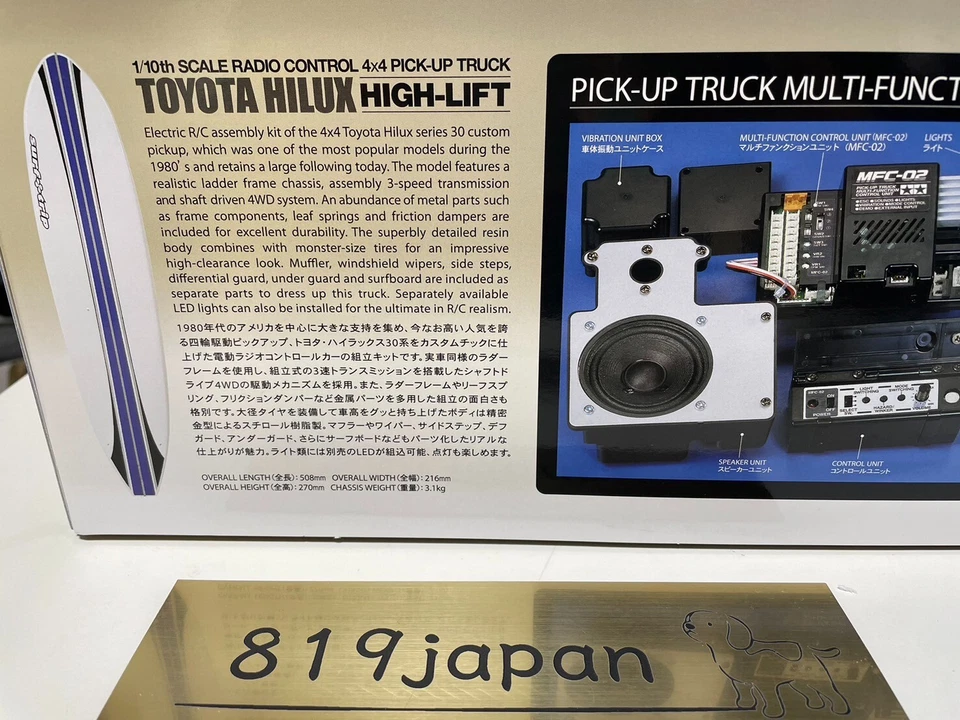 1/10th SCALE RADIO CONTROL 4x4 PICK-UP TRUCK
TOYOTA HILUX HIGH-LIFT
Electric R/C assembly kit of the 4x4 Toyota Hilux series 30 custom
pickup, which was one of the most popular models during the
1980's and retains a large following today. The model features a
realistic ladder frame chassis, assembly 3-speed transmission
and shaft driven 4WD system. An abundance of metal parts such
as frame components, leaf springs and friction dampers are
included for excellent durability. The superbly detailed resin
body combines with monster-size tires for an impressive
high-clearance look. Muffler, windshield wipers, side steps,
differential guard, under guard and surfboard are included as
separate parts to dress up this truck. Separately available
LED lights can also be installed for the ultimate in R/C realism.
1980年代のアメリカを中心に大きな支持を集め、今なお高い人気を誇
る四輪駆動ピックアップ、トヨタ・ハイラックス30系をカスタムチックに仕
上げた電動ラジオコントロールカーの組立キットです。実車同様のラダー
フレームを使用し、組立式の3速トランスミッションを搭載したシャフトド
ライブ4WDの駆動メカニズムを採用。また、ラダーフレームやリーフスプ
リング、フリクションダンパーなど金属パーツを多用した組立の面白さも
格別です。大径タイヤを装備して車高をグッと持ち上げたボディは精密
金型によるスチロール樹脂製。マフラーやワイパー、サイドステップ、デフ
ガード、アンダーガード、さらにサーフボードなどもパーツ化したリアルな
仕上がりが魅力。ライト類には別売のLEDが組込可能、点灯も楽しめます。
OVERALL LENGTH(全長):508mm OVERALL WIDTH(全幅):216mm
OVERALL HEIGHT(全高):270mm CHASSIS WEIGHT(重量):3.1kg
PICK-UP TRUCK MULTI-FUNCT
VIBRATION UNIT BOX
車体振動ユニットケース
MULTI-FUNCTION CONTROL UNIT (MFC-02)
マルチファンクションユニット (MFC-02)
LIGHTS
ライト
MFC-02
PICK-UP TRUCK
MULTI-FUNCTION
CONTROL UNIT
SPEAKER UNIT
スピーカーユニット
CONTROL UNIT
コントロールユニット
MFC-02
ON
OFF
POWER
SELECT
SW.
LIGHT
SWITCHING
MODE
SWITCHING
VOLUME
819japan